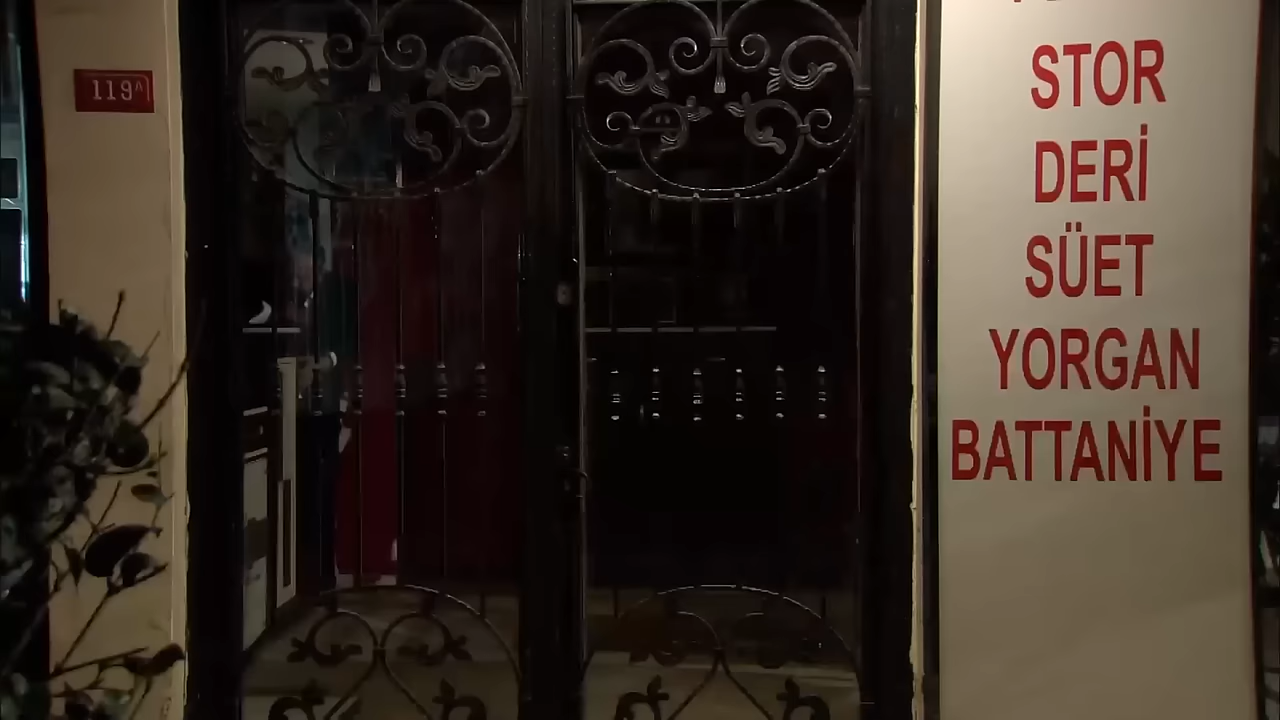 119A
STOR
DERİ
SÜET
YORGAN
BATTANİYE